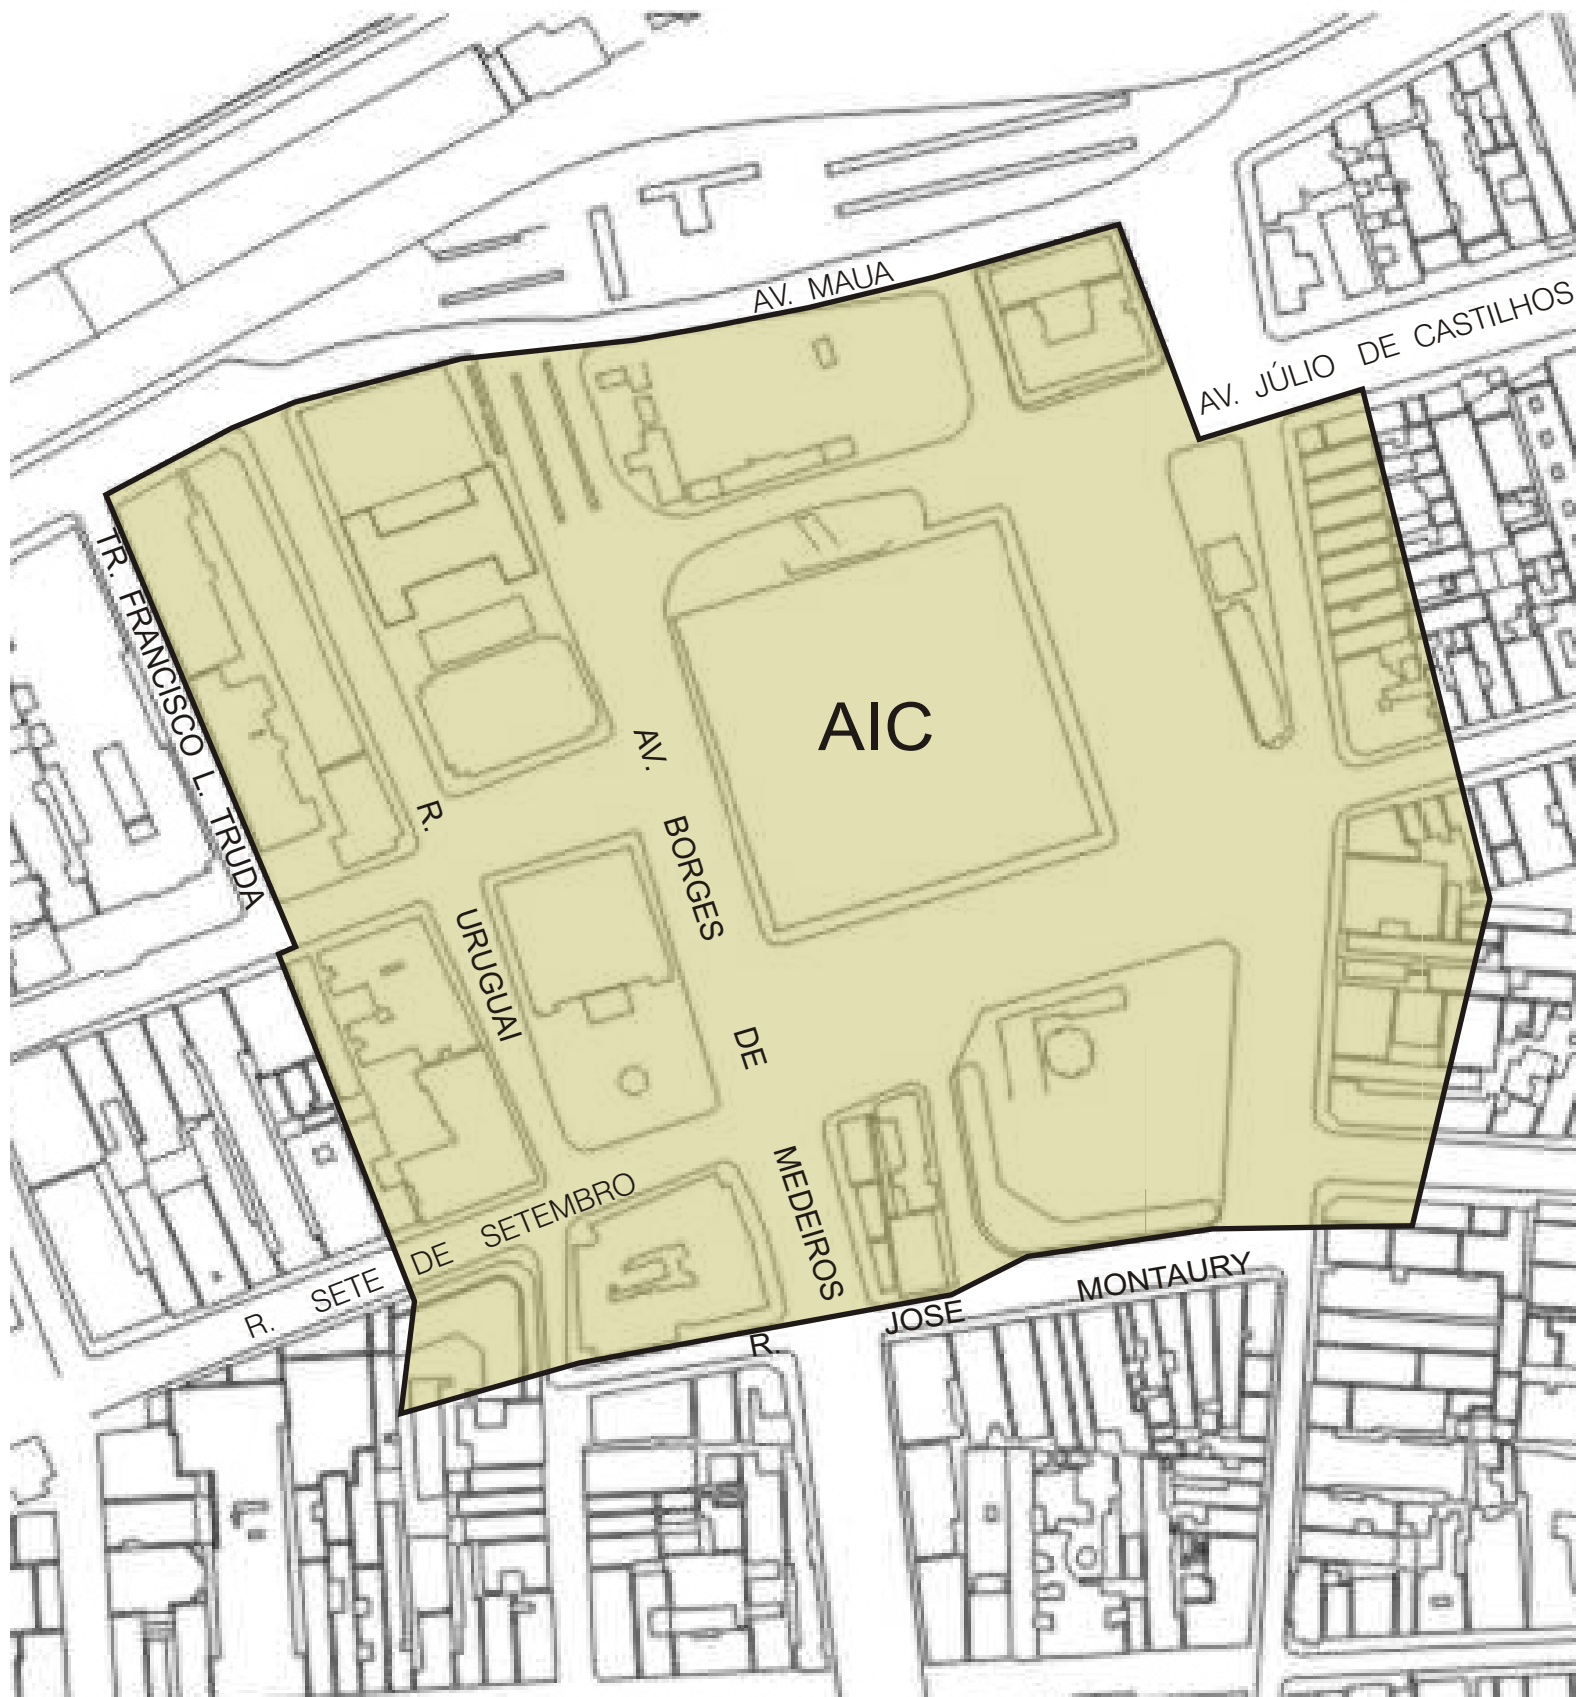 AV. MAUA
AV. JÚLIO DE CASTILHOS
TR. FRANCISCO L. TRUDA
AIC
R. URUGUAI
AV. BORGES DE MEDEIROS
R. SETE DE SETEMBRO
R. JOSE MONTAURY